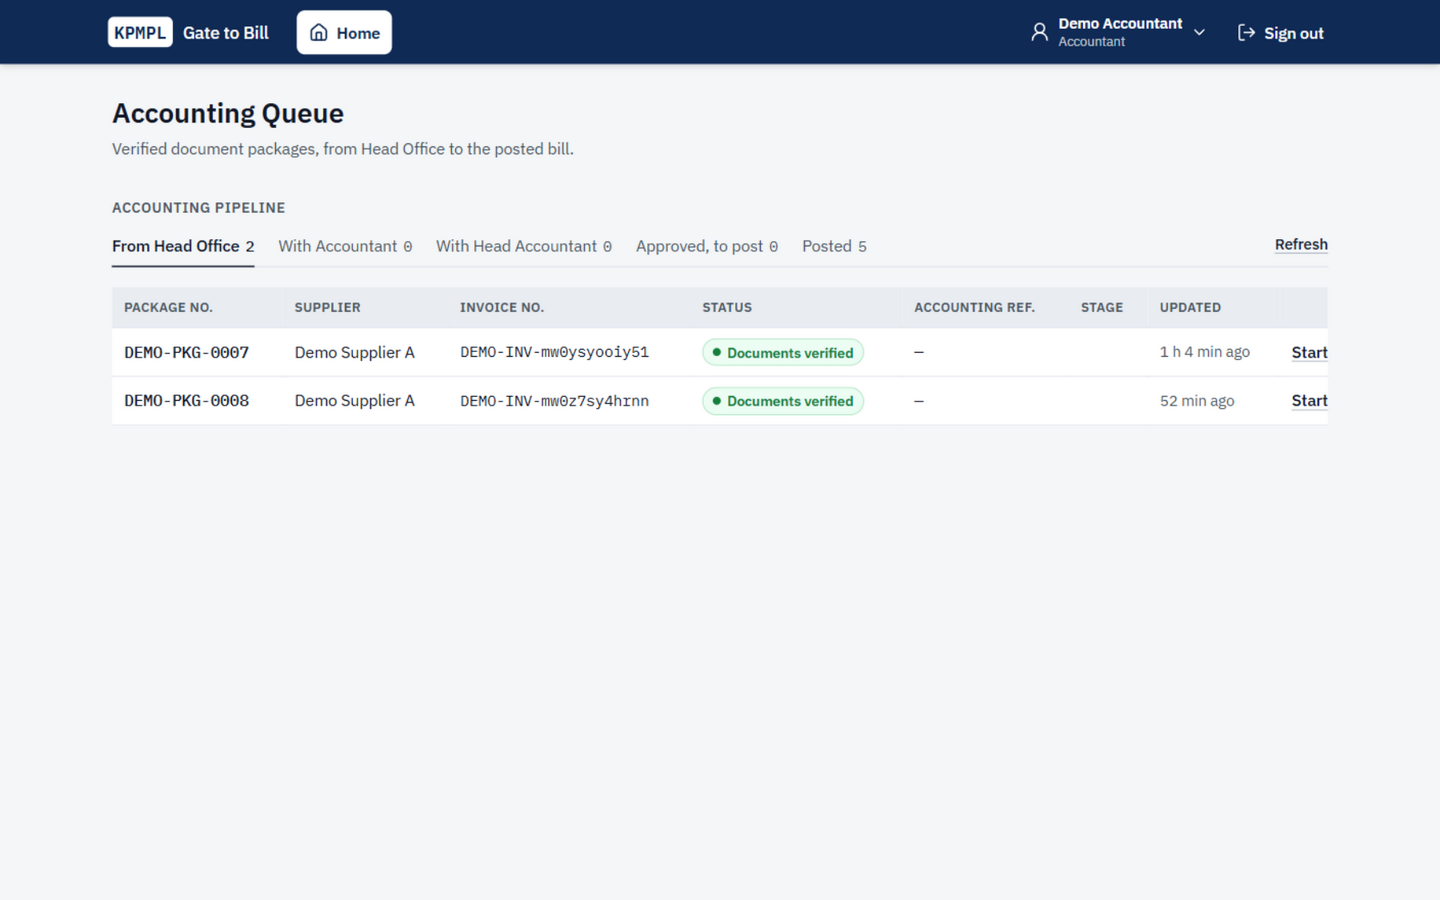 KPMPL Gate to Bill Home Demo Accountant Accountant Sign out
Accounting Queue
Verified document packages, from Head Office to the posted bill.
ACCOUNTING PIPELINE
From Head Office 2 With Accountant 0 With Head Accountant 0 Approved, to post 0 Posted 5 Refresh
PACKAGE NO. SUPPLIER INVOICE NO. STATUS ACCOUNTING REF. STAGE UPDATED
DEMO-PKG-0007 Demo Supplier A DEMO-INV-mw0ysyooiy51 Documents verified — 1 h 4 min ago Start
DEMO-PKG-0008 Demo Supplier A DEMO-INV-mw0z7sy4hrnn Documents verified — 52 min ago Start